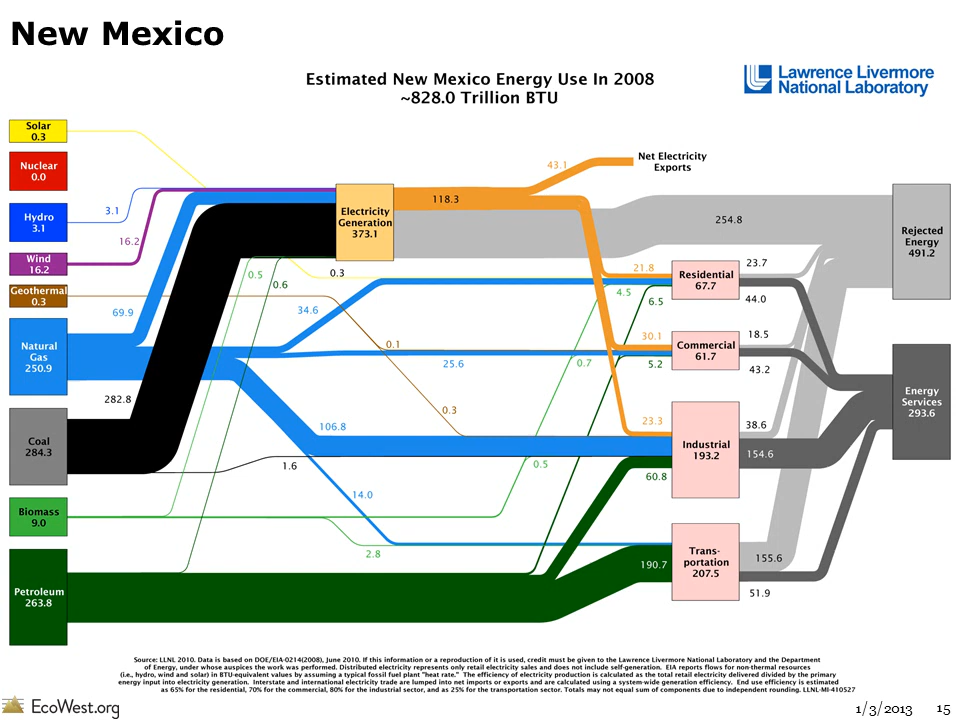 New Mexico
Estimated New Mexico Energy Use In 2008
~828.0 Trillion BTU
Lawrence Livermore
National Laboratory
Solar
0.3
Nuclear
0.0
Hydro
3.1
Wind
16.2
Geothermal
0.3
Natural
Gas
250.9
Coal
284.3
Biomass
9.0
Petroleum
263.8
3.1
16.2
69.9
282.8
0.5
0.6
34.6
0.3
0.1
25.6
0.3
106.8
1.6
14.0
2.8
0.5
0.7
4.5
Electricity
Generation
373.1
118.3
43.1
Net Electricity
Exports
254.8
21.8
6.5
30.1
5.2
23.3
60.8
190.7
Residential
67.7
Commercial
61.7
Industrial
193.2
Trans-
portation
207.5
23.7
44.0
18.5
43.2
38.6
154.6
155.6
51.9
Rejected
Energy
491.2
Energy
Services
293.6
Source: LLNL 2010. Data is based on DOE/EIA-0214(2008), June 2010. If this information or a reproduction of it is used, credit must be given to the Lawrence Livermore National Laboratory and the Department
of Energy, under whose auspices the work was performed. Distributed electricity represents only retail electricity sales and does not include self-generation. EIA reports flows for non-thermal resources
(i.e., hydro, wind and solar) in BTU-equivalent values by assuming a typical fossil fuel plant "heat rate." The efficiency of electricity production is calculated as the total retail electricity delivered divided by the primary
energy input into electricity generation. Interstate and international electricity trade are lumped into net imports or exports and are calculated using a system-wide generation efficiency. End use efficiency is estimated
as 65% for the residential, 70% for the commercial, 80% for the industrial sector, and as 25% for the transportation sector. Totals may not equal sum of components due to independent rounding. LLNL-MI-410527
EcoWest.org
1/3/2013
15